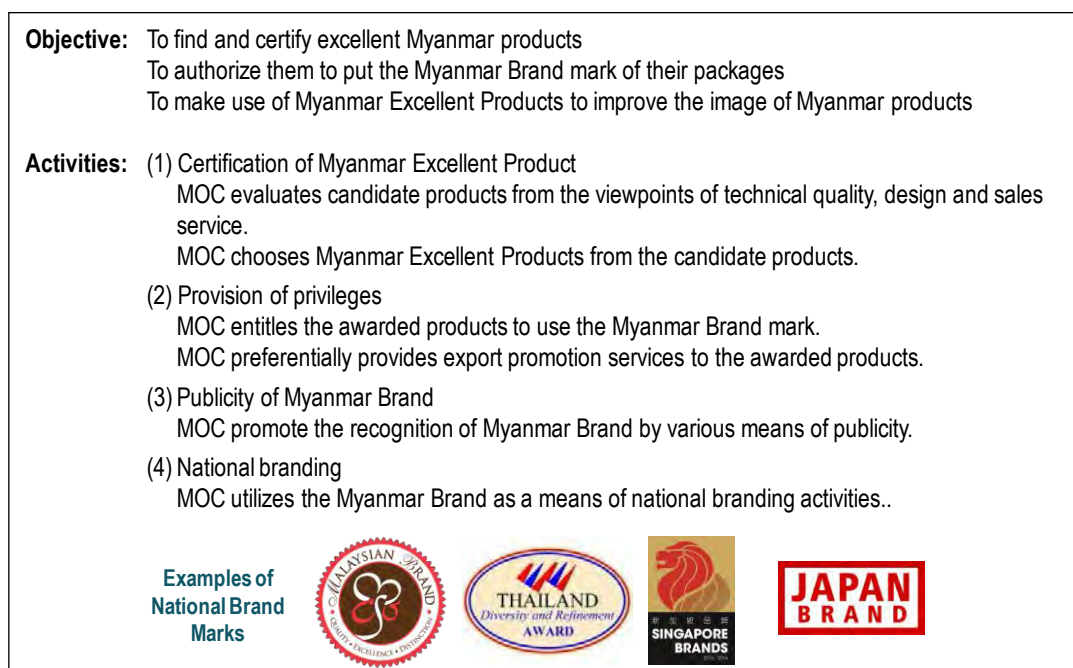 Objective: To find and certify excellent Myanmar products
To authorize them to put the Myanmar Brand mark of their packages
To make use of Myanmar Excellent Products to improve the image of Myanmar products
Activities: (1) Certification of Myanmar Excellent Product
MOC evaluates candidate products from the viewpoints of technical quality, design and sales
service.
MOC chooses Myanmar Excellent Products from the candidate products.
(2) Provision of privileges
MOC entitles the awarded products to use the Myanmar Brand mark.
MOC preferentially provides export promotion services to the awarded products.
(3) Publicity of Myanmar Brand
MOC promote the recognition of Myanmar Brand by various means of publicity.
(4) National branding
MOC utilizes the Myanmar Brand as a means of national branding activities..
Examples of
National Brand
Marks
MALAYSIAN BRAND
QUALITY • EXCELLENCE • DISTINCTION
THAILAND
Diversity and Refinement
AWARD
新加坡品牌
SINGAPORE
BRANDS
JAPAN
BRAND